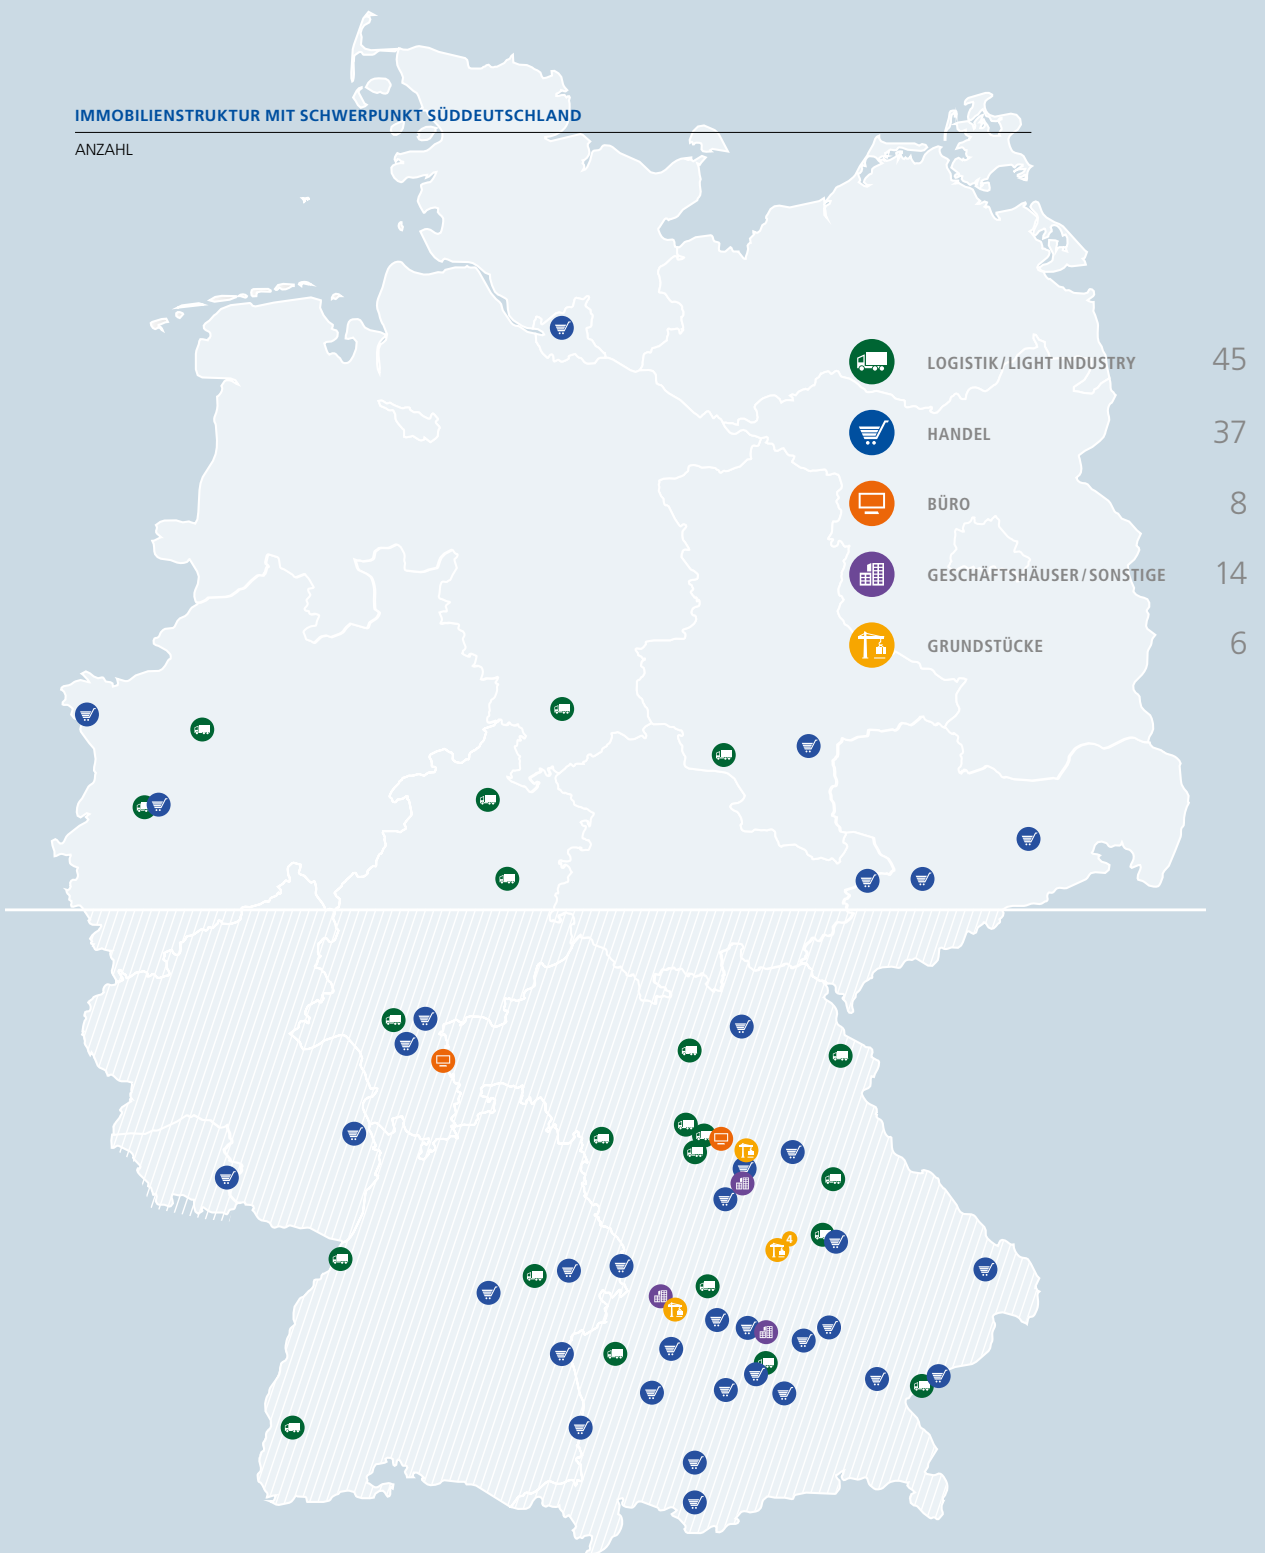 IMMOBILIENSTRUKTUR MIT SCHWERPUNKT SÜDDEUTSCHLAND
ANZAHL
LOGISTIK/LIGHT INDUSTRY 45
HANDEL 37
BÜRO 8
GESCHÄFTSHÄUSER/SONSTIGE 14
GRUNDSTÜCKE 6
4